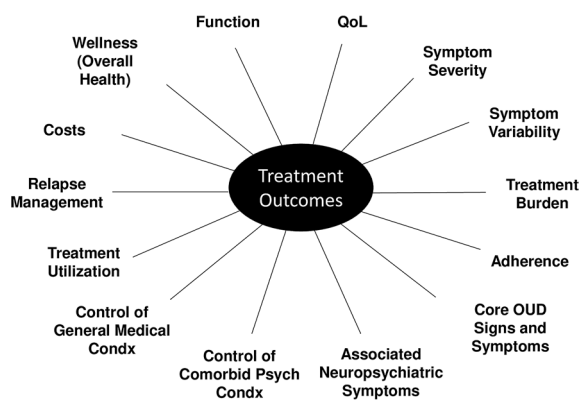 Function
QoL
Wellness
(Overall
Health)
Symptom
Severity
Costs
Symptom
Variability
Treatment
Outcomes
Relapse
Management
Treatment
Burden
Treatment
Utilization
Adherence
Control of
General Medical
Condx
Core OUD
Signs and
Symptoms
Control of
Comorbid Psych
Condx
Associated
Neuropsychiatric
Symptoms